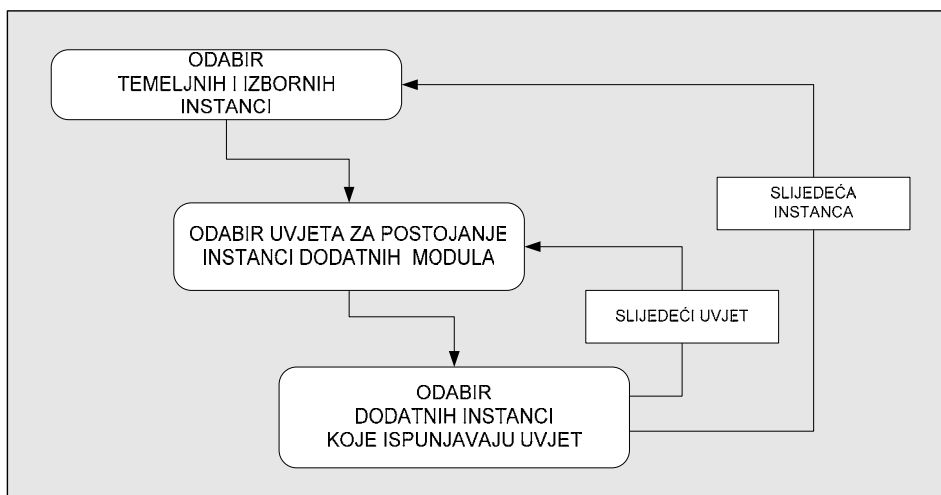 ODABIR
TEMELJNIH I IZBORNIH
INSTANCI
SLIJEDEĆA
INSTANCA
ODABIR UVJETA ZA POSTOJANJE
INSTANCI DODATNIH MODULA
SLIJEDEĆI UVJET
ODABIR
DODATNIH INSTANCI
KOJE ISPUNJAVAJU UVJET